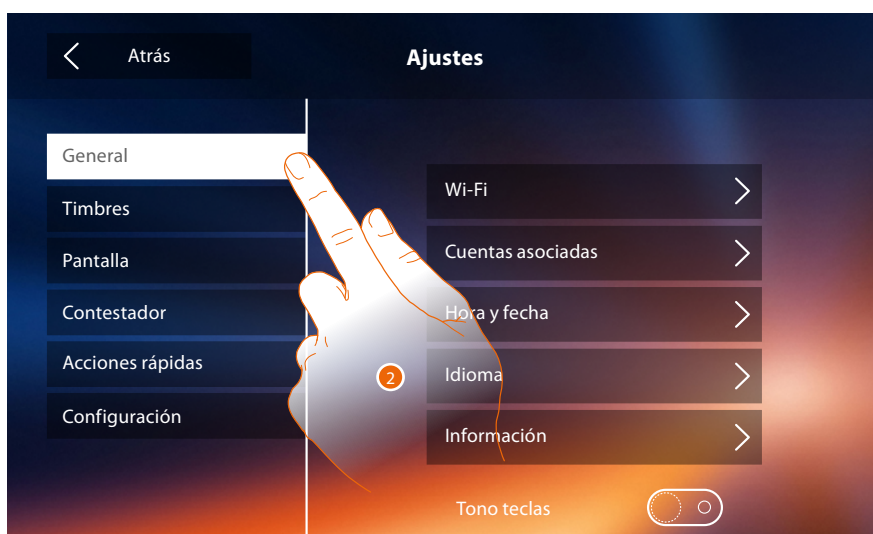 Atrás
Ajustes
General
Timbres
Pantalla
Contestador
Acciones rápidas
Configuración
Wi-Fi
Cuentas asociadas
Hora y fecha
2
Idioma
Información
Tono teclas